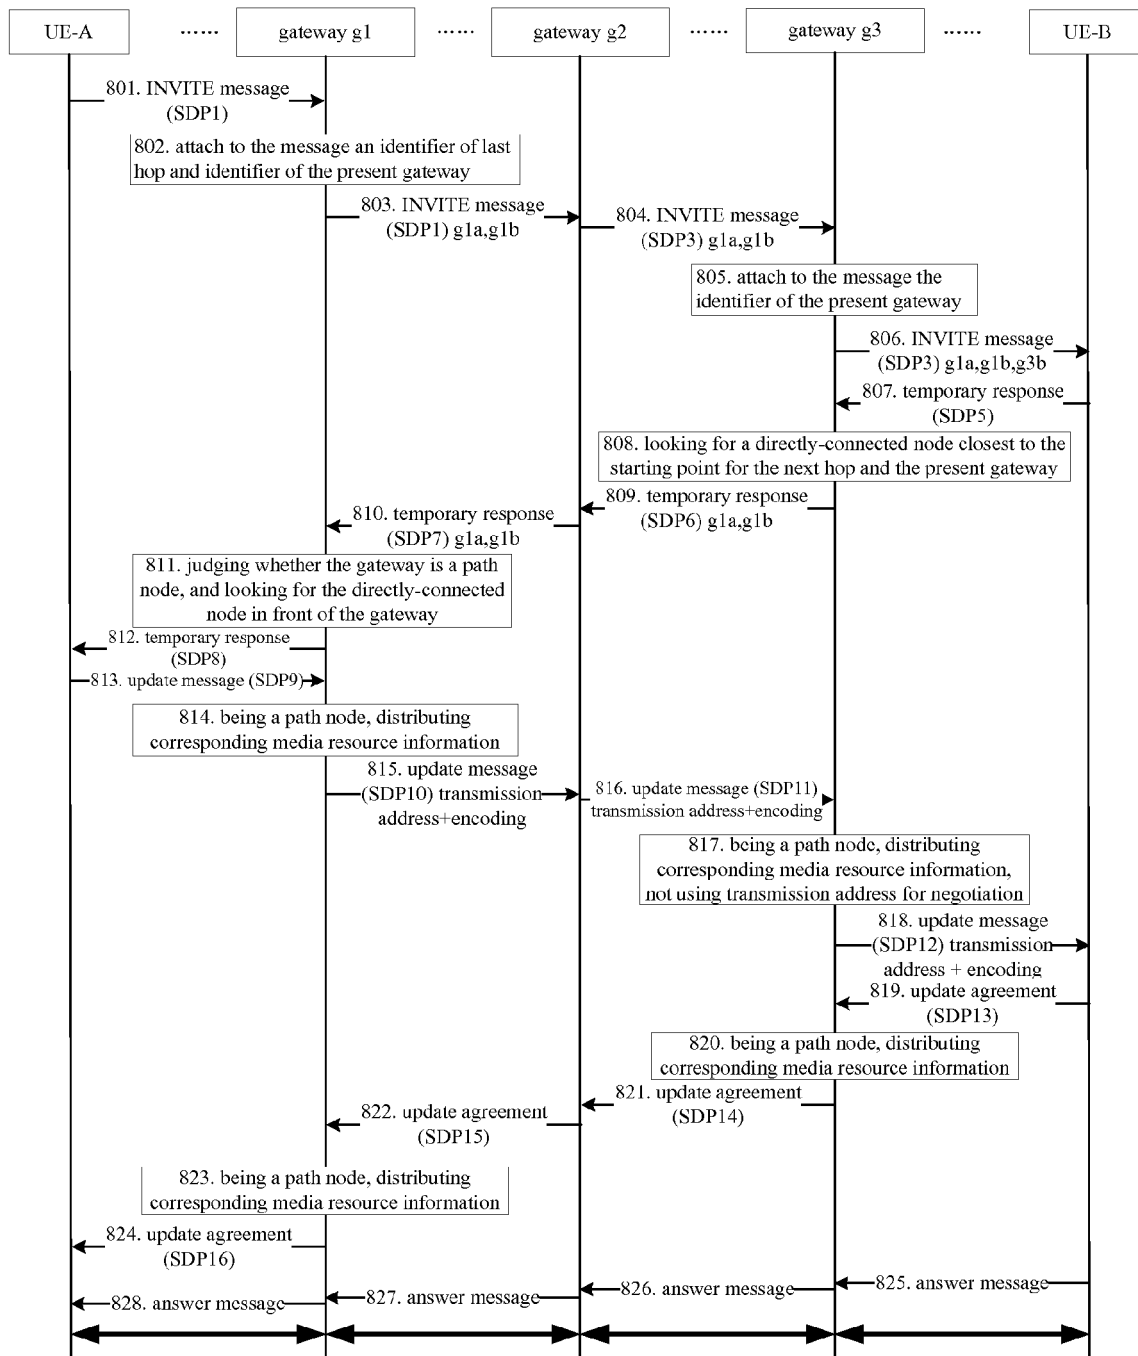 UE-A
......
gateway g1
......
gateway g2
......
gateway g3
......
UE-B
801. INVITE message
(SDP1)
802. attach to the message an identifier of last
hop and identifier of the present gateway
803. INVITE message
(SDP1) g1a,g1b
804. INVITE message
(SDP3) g1a,g1b
805. attach to the message the
identifier of the present gateway
806. INVITE message
(SDP3) g1a,g1b,g3b
807. temporary response
(SDP5)
808. looking for a directly-connected node closest to the
starting point for the next hop and the present gateway
809. temporary response
(SDP6) g1a,g1b
810. temporary response
(SDP7) g1a,g1b
811. judging whether the gateway is a path
node, and looking for the directly-connected
node in front of the gateway
812. temporary response
(SDP8)
813. update message (SDP9)
814. being a path node, distributing
corresponding media resource information
815. update message
(SDP10) transmission
address+encoding
816. update message (SDP11)
transmission address+encoding
817. being a path node, distributing
corresponding media resource information,
not using transmission address for negotiation
818. update message
(SDP12) transmission
address + encoding
819. update agreement
(SDP13)
820. being a path node, distributing
corresponding media resource information
821. update agreement
(SDP14)
822. update agreement
(SDP15)
823. being a path node, distributing
corresponding media resource information
824. update agreement
(SDP16)
825. answer message
826. answer message
827. answer message
828. answer message